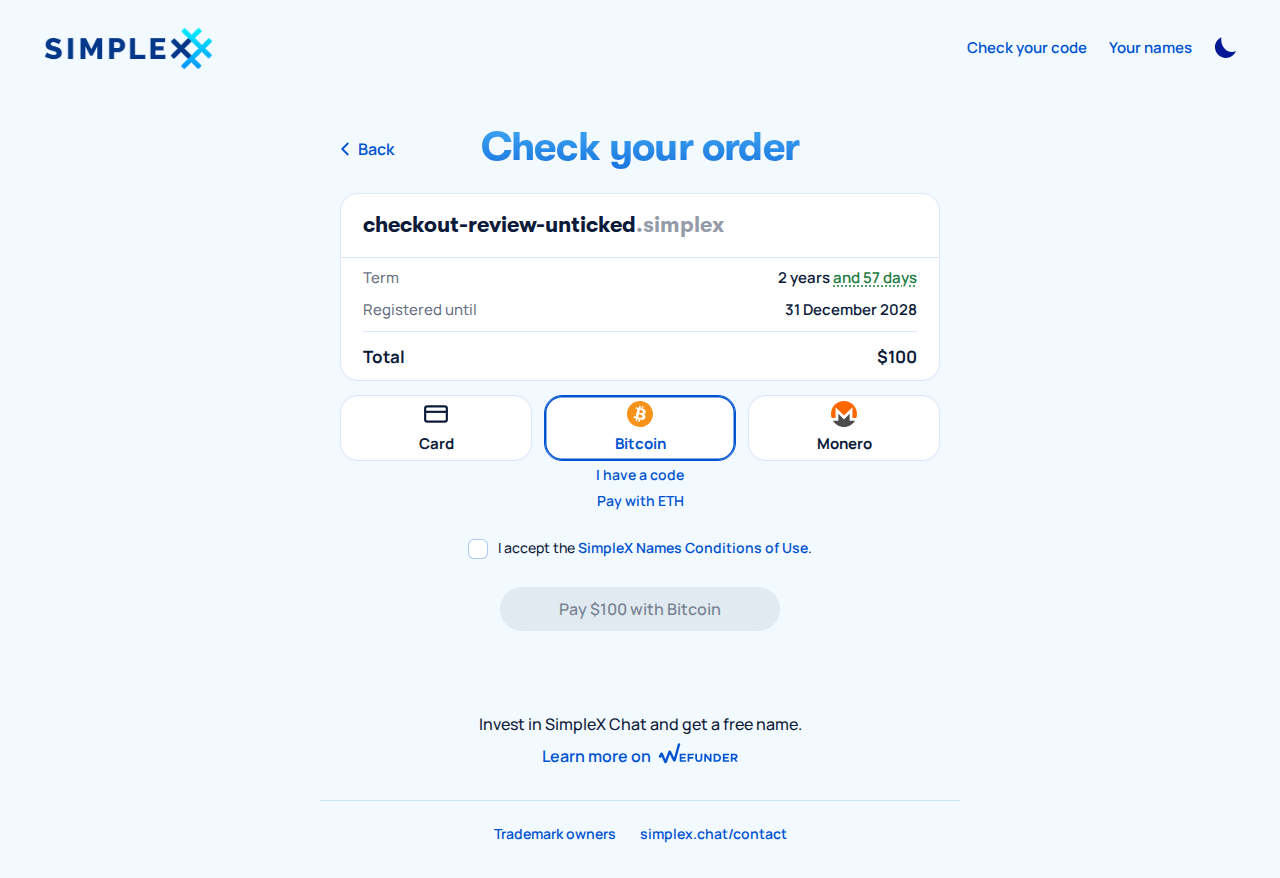 SIMPLEX
Check your code
Your names
Back
Check your order
checkout-review-unticked.simplex
Term
2 years and 57 days
Registered until
31 December 2028
Total
$100
Card
Bitcoin
Monero
I have a code
Pay with ETH
I accept the SimpleX Names Conditions of Use.
Pay $100 with Bitcoin
Invest in SimpleX Chat and get a free name.
Learn more on WEFUNDER
Trademark owners
simplex.chat/contact